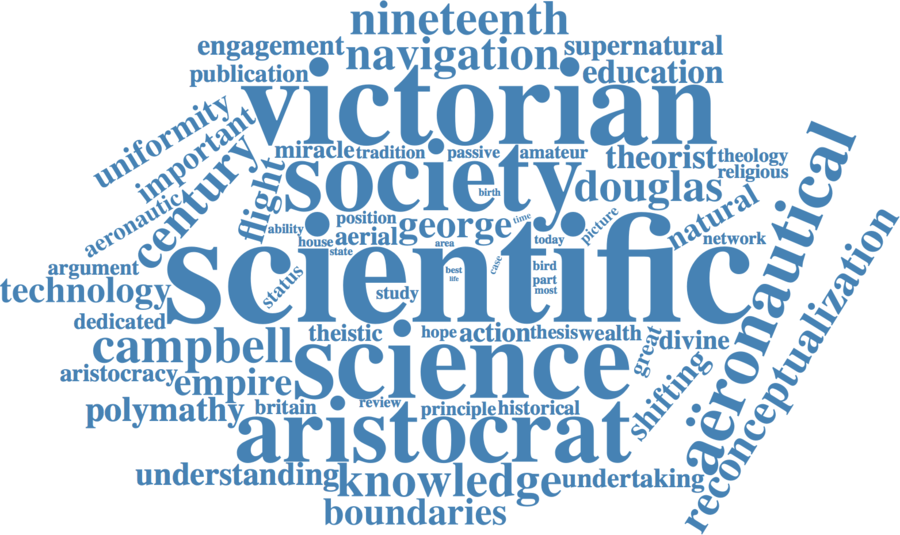 nineteenth
engagement navigation supernatural
publication education
victorian
uniformity
important
century
aeronautic
miracle tradition passive amateur theorist theology
religious
flight society douglas
birth
ability position george time picture natural
house aerial area today network
state
aëronautical
reconceptualization
argument scientific
technology status study best life case bird part most
dedicated theistic hope action thesis wealth great divine
campbell science
aristocracy empire shifting
polymathy britain review principle historical
aristocrat
understanding knowledge undertaking
boundaries